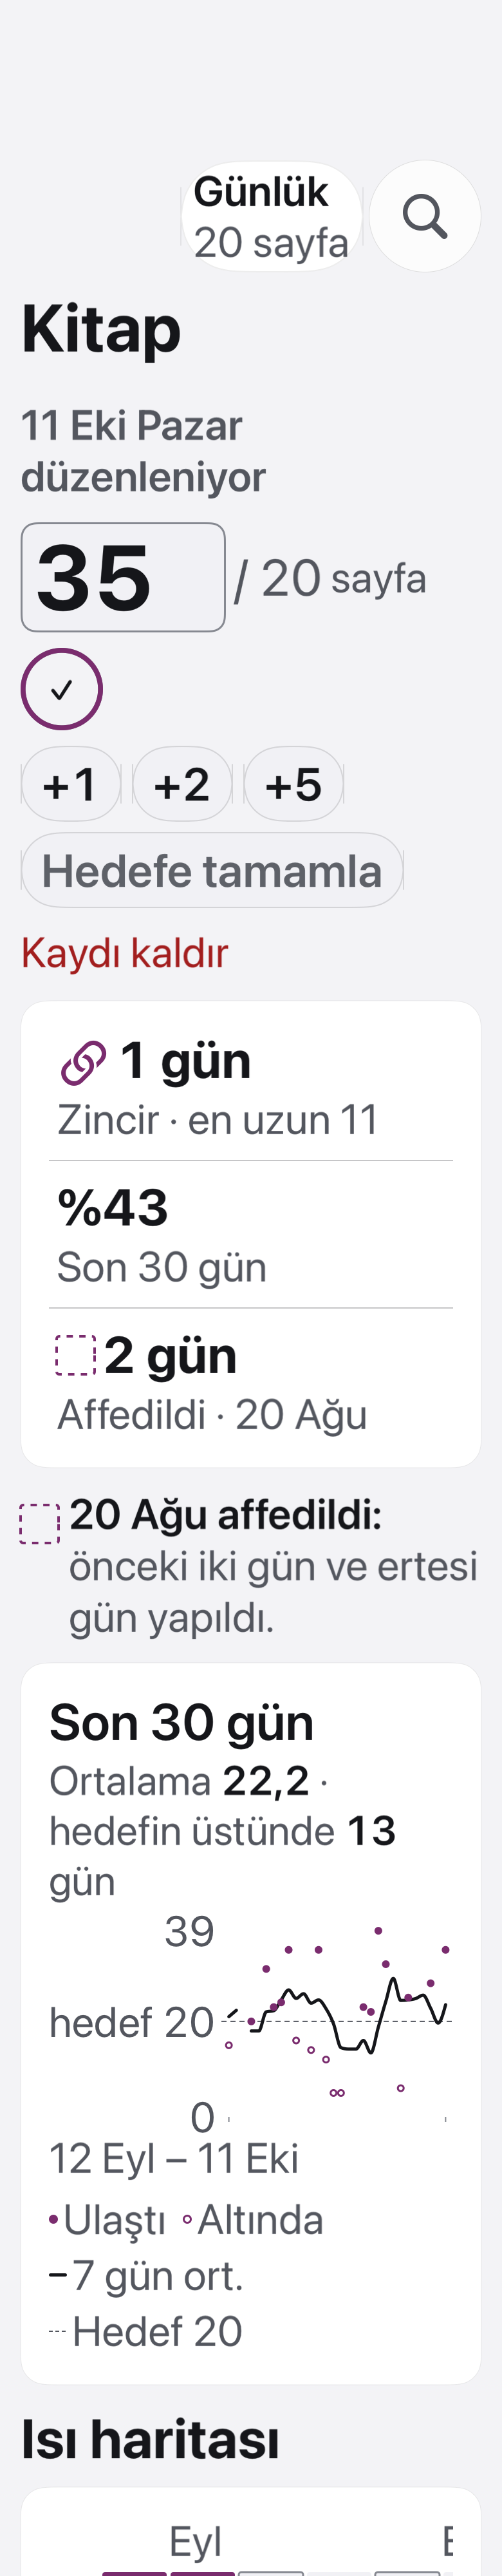 Günlük
20 sayfa
Kitap
11 Eki Pazar
düzenleniyor
35 / 20 sayfa
+1 +2 +5
Hedefe tamamla
Kaydı kaldır
1 gün
Zincir · en uzun 11
%43
Son 30 gün
2 gün
Affedildi · 20 Ağu
20 Ağu affedildi:
önceki iki gün ve ertesi
gün yapıldı.
Son 30 gün
Ortalama 22,2 ·
hedefin üstünde 13
gün
39
hedef 20
0
12 Eyl – 11 Eki
Ulaştı Altında
7 gün ort.
Hedef 20
Isı haritası
Eyl